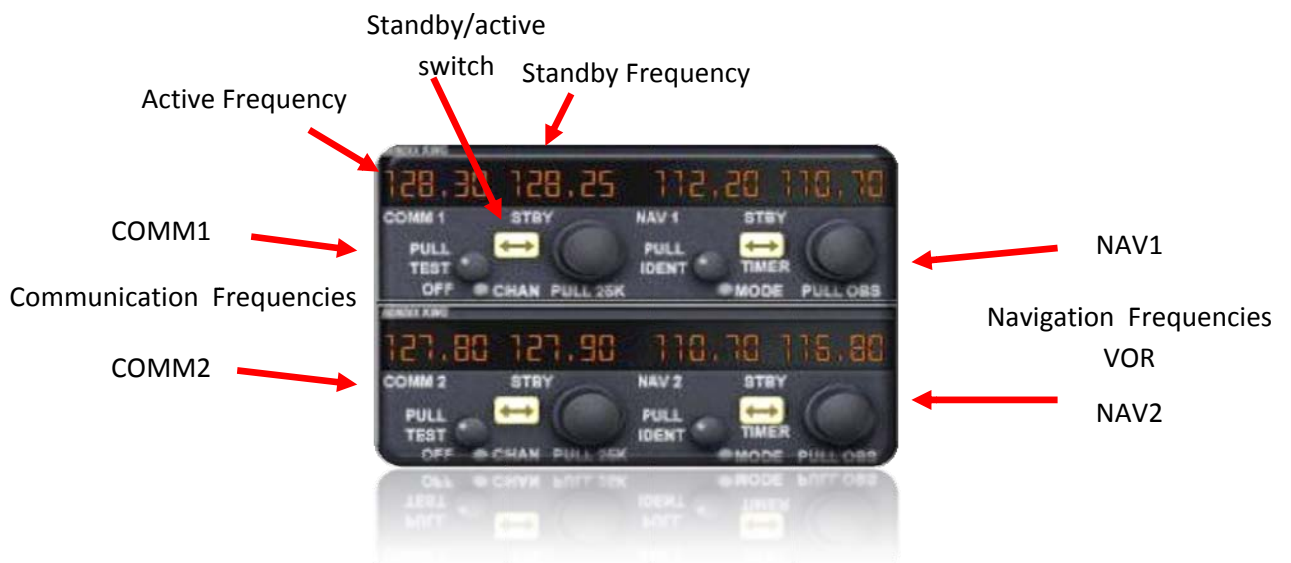 Standby/active
switch
Standby Frequency
Active Frequency
128.30 128.25 112.20 110.70
COMM 1 STBY NAV 1 STBY
PULL PULL
TEST IDENT TIMER
OFF CHAN PULL 25K MODE PULL OBS
COMM1
NAV1
Communication Frequencies
Navigation Frequencies
VOR
BENDIX KING
127.80 127.90 110.70 115.80
COMM 2 STBY NAV 2 STBY
PULL PULL
TEST IDENT TIMER
OFF CHAN PULL 25K MODE PULL OBS
COMM2
NAV2